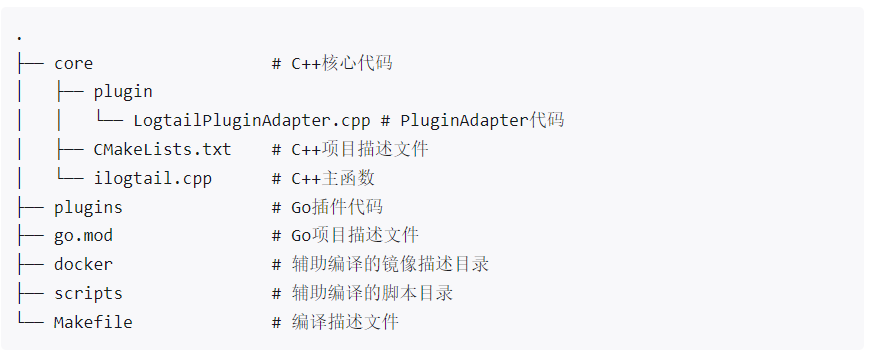 .
├── core                  # C++核心代码
│   ├── plugin
│   │   └── LogtailPluginAdapter.cpp # PluginAdapter代码
│   ├── CMakeLists.txt    # C++项目描述文件
│   └── ilogtail.cpp      # C++主函数
├── plugins               # Go插件代码
├── go.mod                # Go项目描述文件
├── docker                # 辅助编译的镜像描述目录
├── scripts               # 辅助编译的脚本目录
└── Makefile              # 编译描述文件